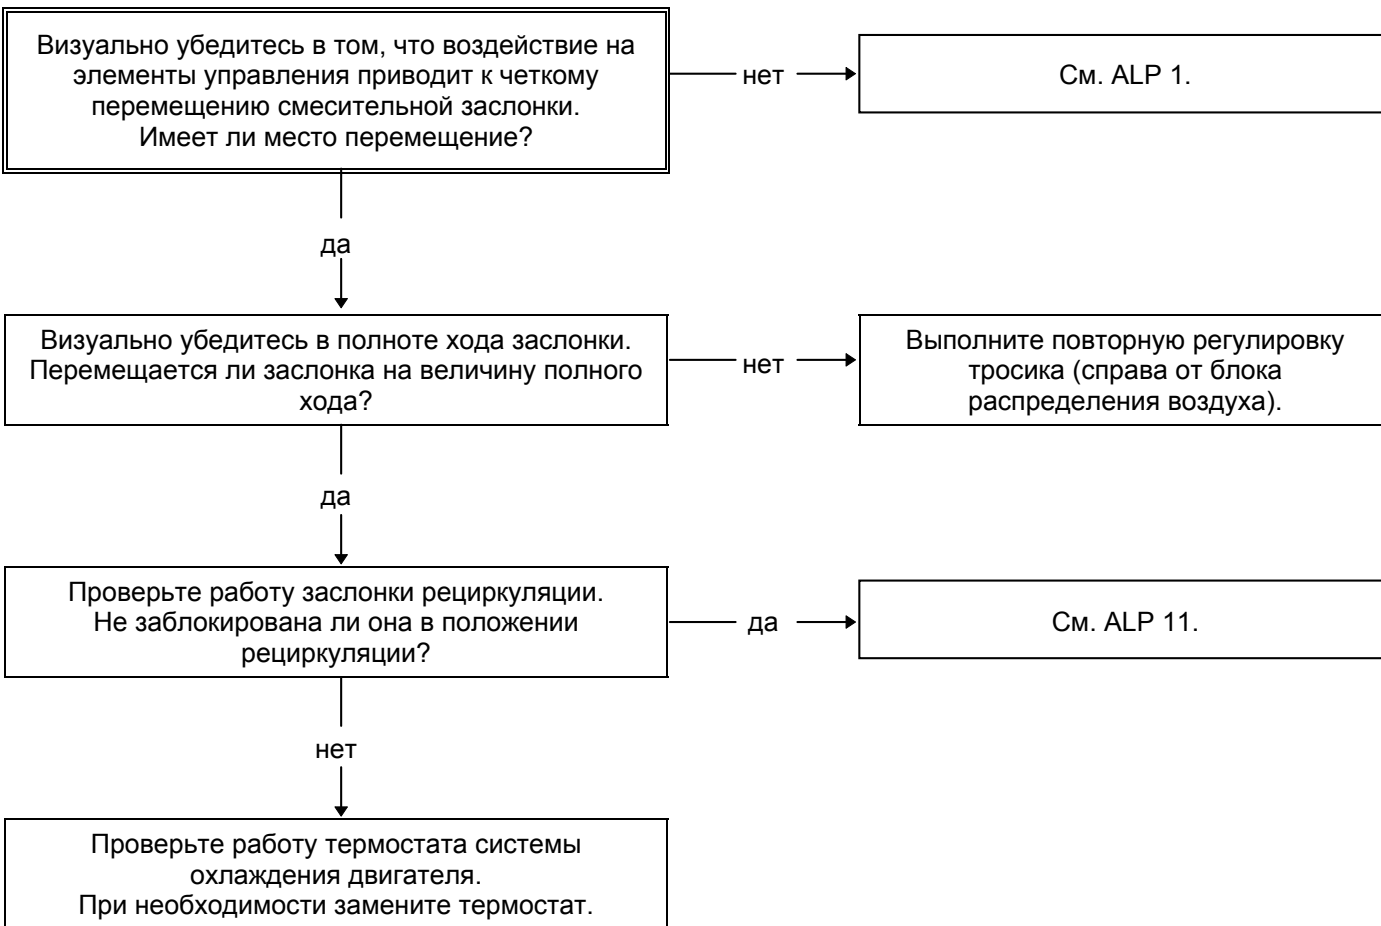 Визуально убедитесь в том, что воздействие на
элементы управления приводит к четкому
перемещению смесительной заслонки.
Имеет ли место перемещение?
нет
См. ALP 1.
да
Визуально убедитесь в полноте хода заслонки.
Перемещается ли заслонка на величину полного
хода?
нет
Выполните повторную регулировку
тросика (справа от блока
распределения воздуха).
да
Проверьте работу заслонки рециркуляции.
Не заблокирована ли она в положении
рециркуляции?
да
См. ALP 11.
нет
Проверьте работу термостата системы
охлаждения двигателя.
При необходимости замените термостат.